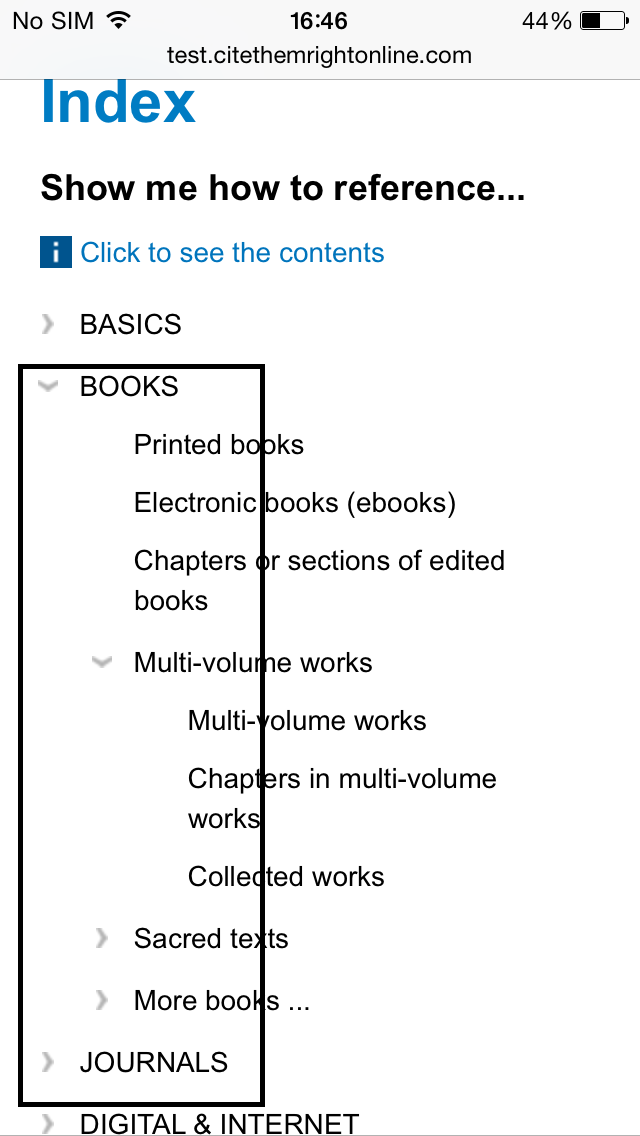 No SIM 16:46 44%
test.citethemrightonline.com
Index
Show me how to reference...
i Click to see the contents
BASICS
BOOKS
Printed books
Electronic books (ebooks)
Chapters or sections of edited
books
Multi-volume works
Multi-volume works
Chapters in multi-volume
works
Collected works
Sacred texts
More books ...
JOURNALS
DIGITAL & INTERNET